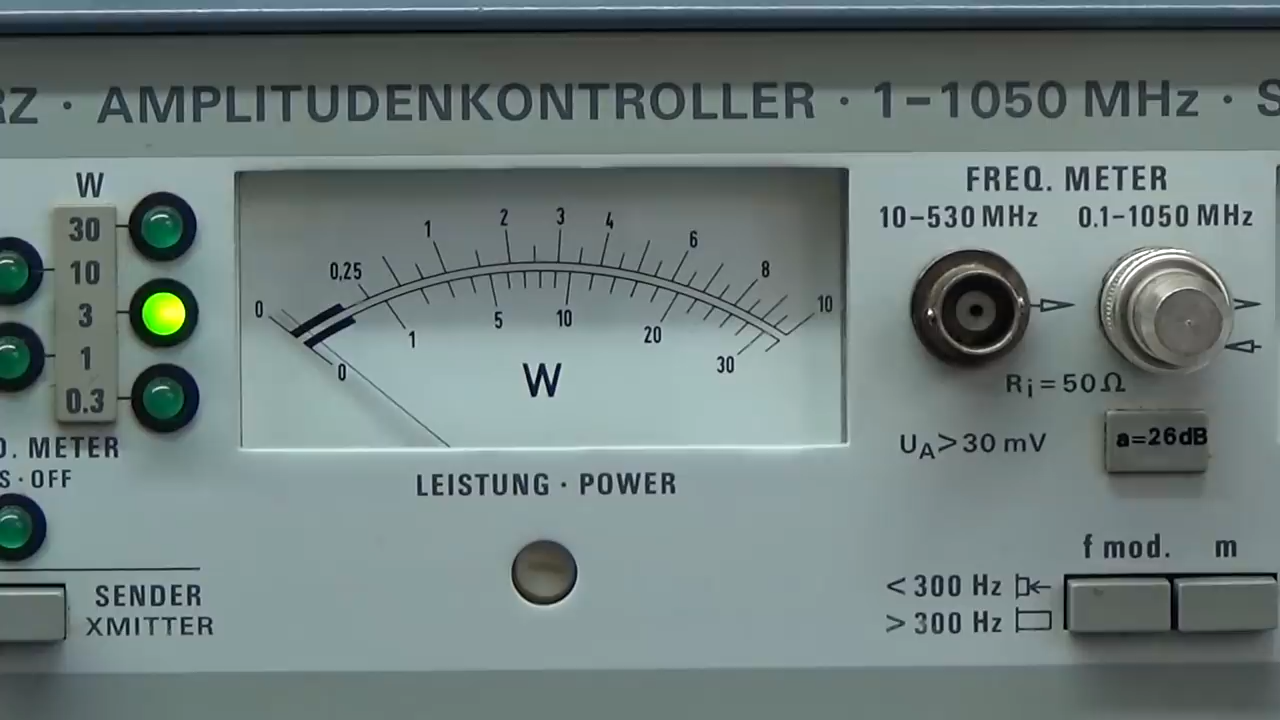 RZ · AMPLITUDENKONTROLLER · 1–1050 MHz · S
W
30
10
3
1
0.3
D. METER
S · OFF
SENDER
XMITTER
0 0,25 1 2 3 4 6 8 10
0 1 5 10 20 30
W
LEISTUNG · POWER
FREQ. METER
10–530 MHz 0.1–1050 MHz
Ri = 50 Ω
UA > 30 mV
a=26dB
f mod. m
< 300 Hz
> 300 Hz